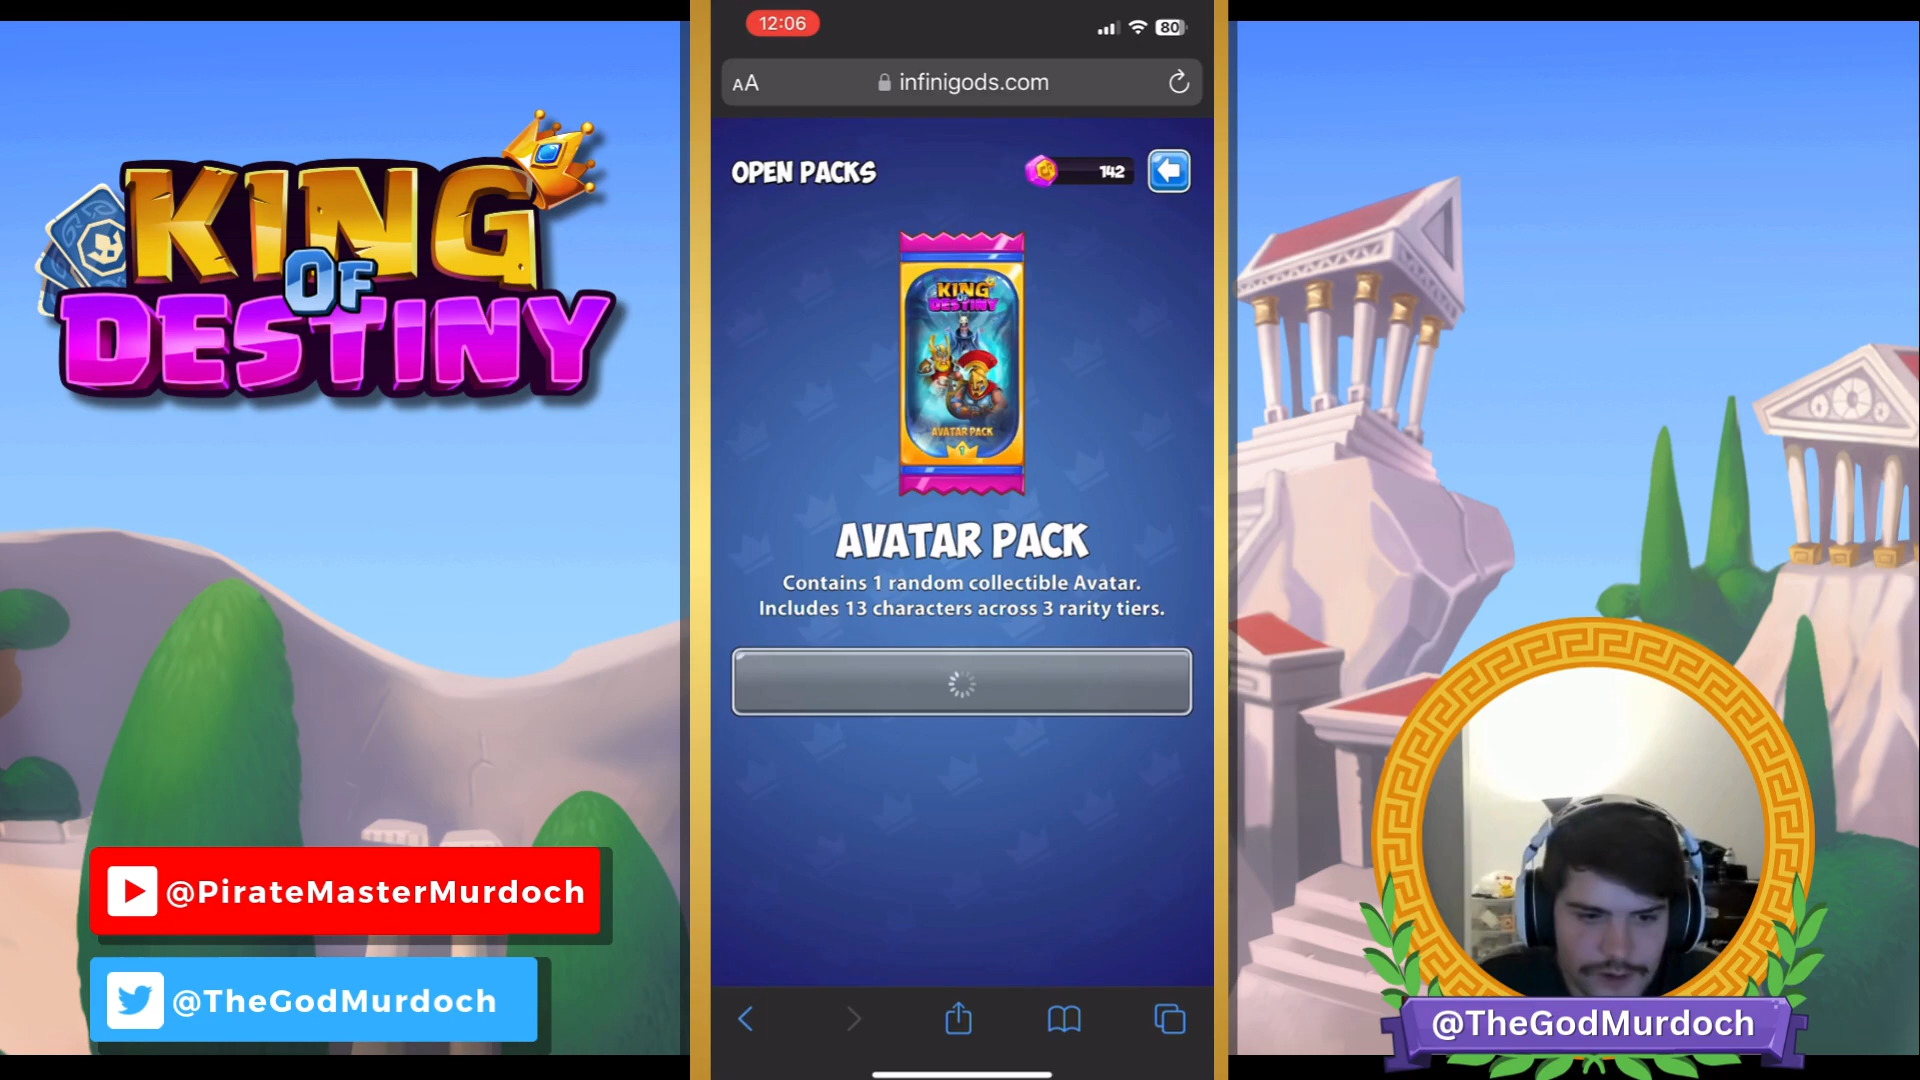 KING
OF
DESTINY
@PirateMasterMurdoch
@TheGodMurdoch
12:06
80
AA
infinigods.com
OPEN PACKS
142
KING
OF
DESTINY
AVATAR PACK
AVATAR PACK
Contains 1 random collectible Avatar.
Includes 13 characters across 3 rarity tiers.
@TheGodMurdoch